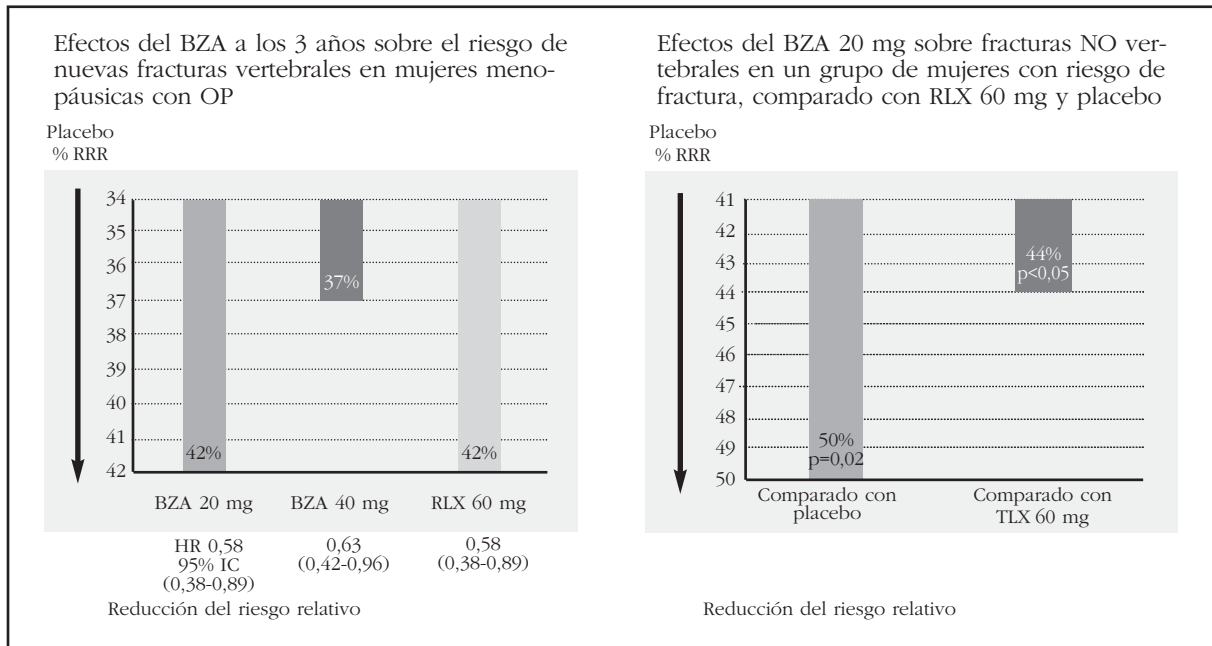 Efectos del BZA a los 3 años sobre el riesgo de
nuevas fracturas vertebrales en mujeres meno-
páusicas con OP
Placebo
% RRR
34
35
36
37
38
39
40
41
42
42%
37%
42%
BZA 20 mg
BZA 40 mg
RLX 60 mg
HR 0,58
95% IC
(0,38-0,89)
0,63
(0,42-0,96)
0,58
(0,38-0,89)
Reducción del riesgo relativo
Efectos del BZA 20 mg sobre fracturas NO ver-
tebrales en un grupo de mujeres con riesgo de
fractura, comparado con RLX 60 mg y placebo
Placebo
% RRR
41
42
43
44
45
46
47
48
49
50
50%
p=0,02
44%
p<0,05
Comparado con
placebo
Comparado con
TLX 60 mg
Reducción del riesgo relativo